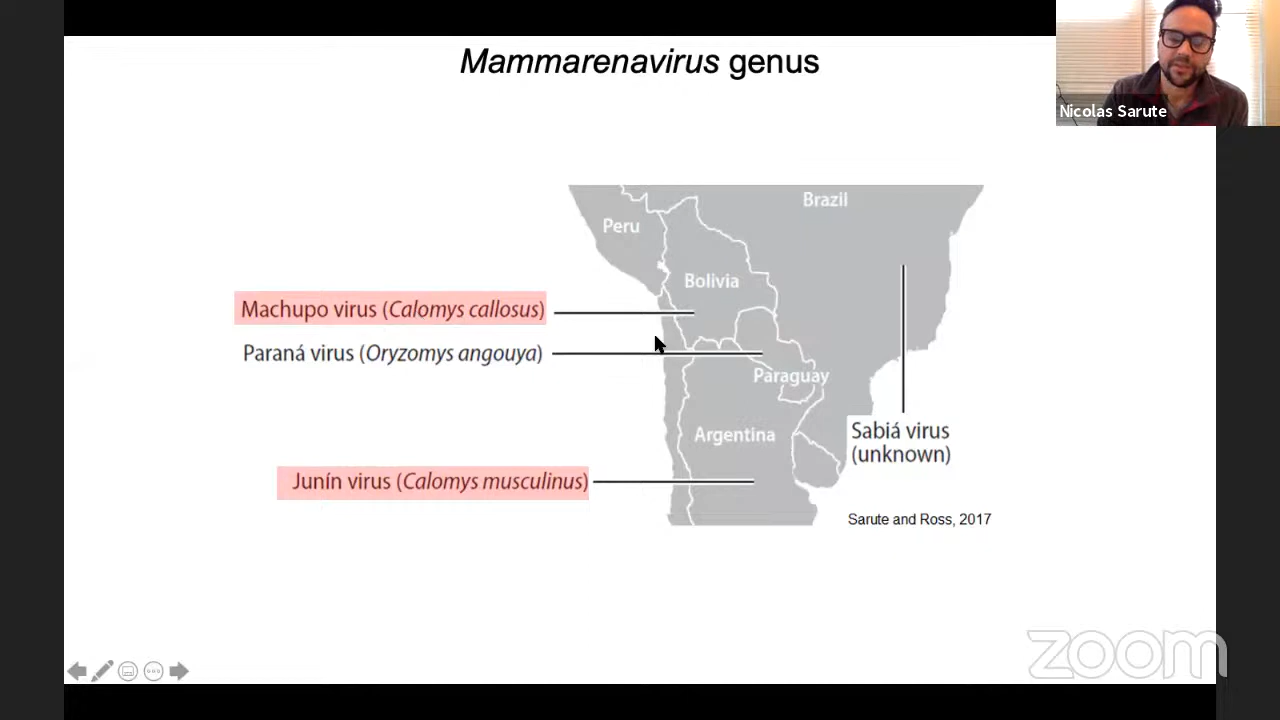 Mammarenavirus genus
Nicolas Sarute
Peru
Brazil
Bolivia
Machupo virus (Calomys callosus)
Paraná virus (Oryzomys angouya)
Paraguay
Argentina
Sabiá virus
(unknown)
Junín virus (Calomys musculinus)
Sarute and Ross, 2017
zoom